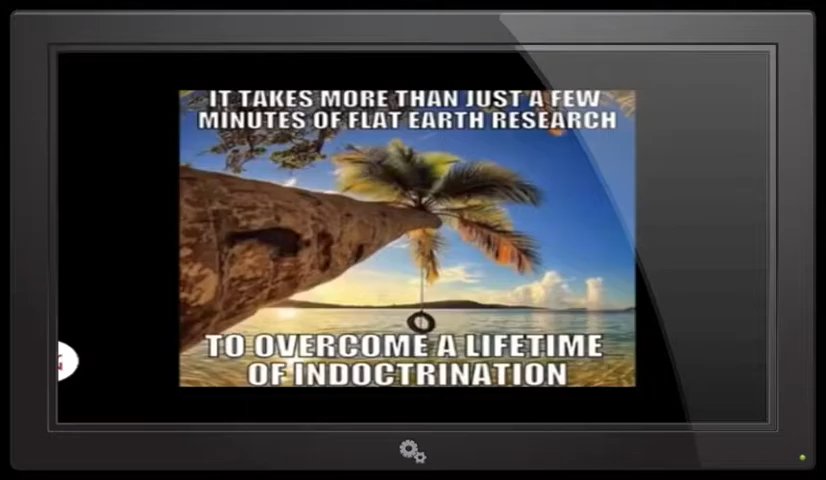 IT TAKES MORE THAN JUST A FEW
MINUTES OF FLAT EARTH RESEARCH
TO OVERCOME A LIFETIME
OF INDOCTRINATION